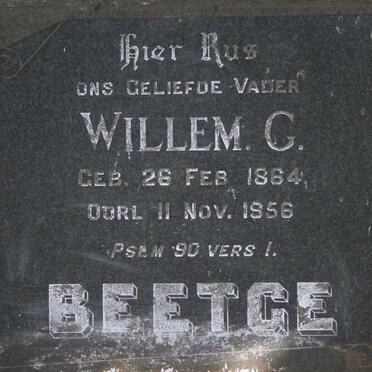 Hier Rus
ONS GELIEFDE VADER
WILLEM. G.
GEB. 26 FEB 1864
OORL 11 NOV. 1956
PSALM 90 VERS 1.
BEETGE